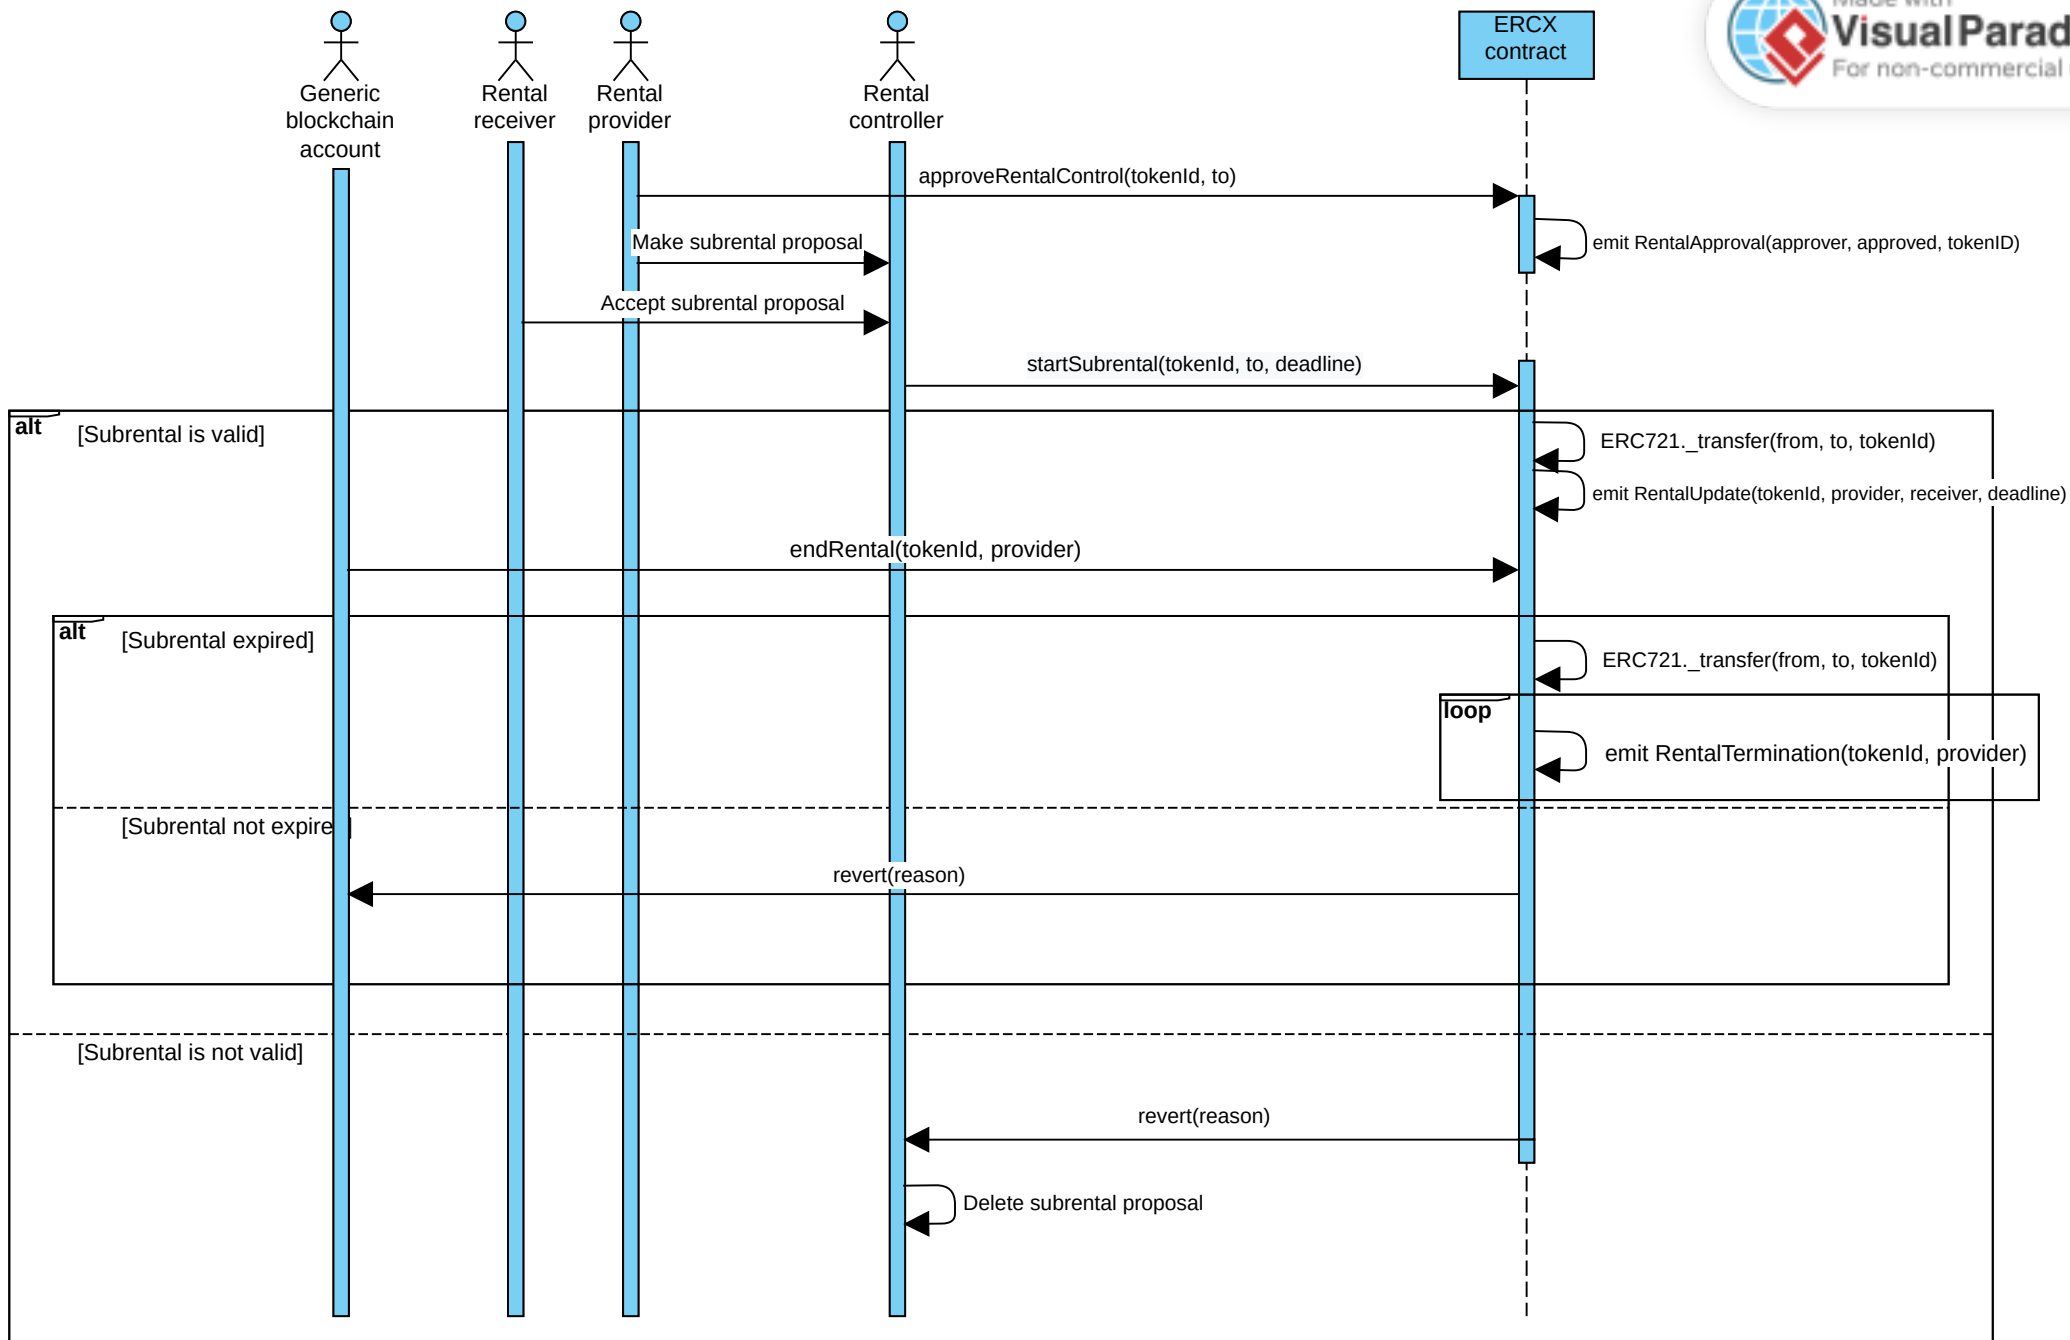 Made with
Visual Parad
For non-commercial
Generic
blockchain
account
Rental
receiver
Rental
provider
Rental
controller
ERCX
contract
approveRentalControl(tokenId, to)
emit RentalApproval(approver, approved, tokenID)
Make subrental proposal
Accept subrental proposal
startSubrental(tokenId, to, deadline)
alt
[Subrental is valid]
ERC721._transfer(from, to, tokenId)
emit RentalUpdate(tokenId, provider, receiver, deadline)
endRental(tokenId, provider)
alt
[Subrental expired]
ERC721._transfer(from, to, tokenId)
loop
emit RentalTermination(tokenId, provider)
[Subrental not expire ]
revert(reason)
[Subrental is not valid]
revert(reason)
Delete subrental proposal